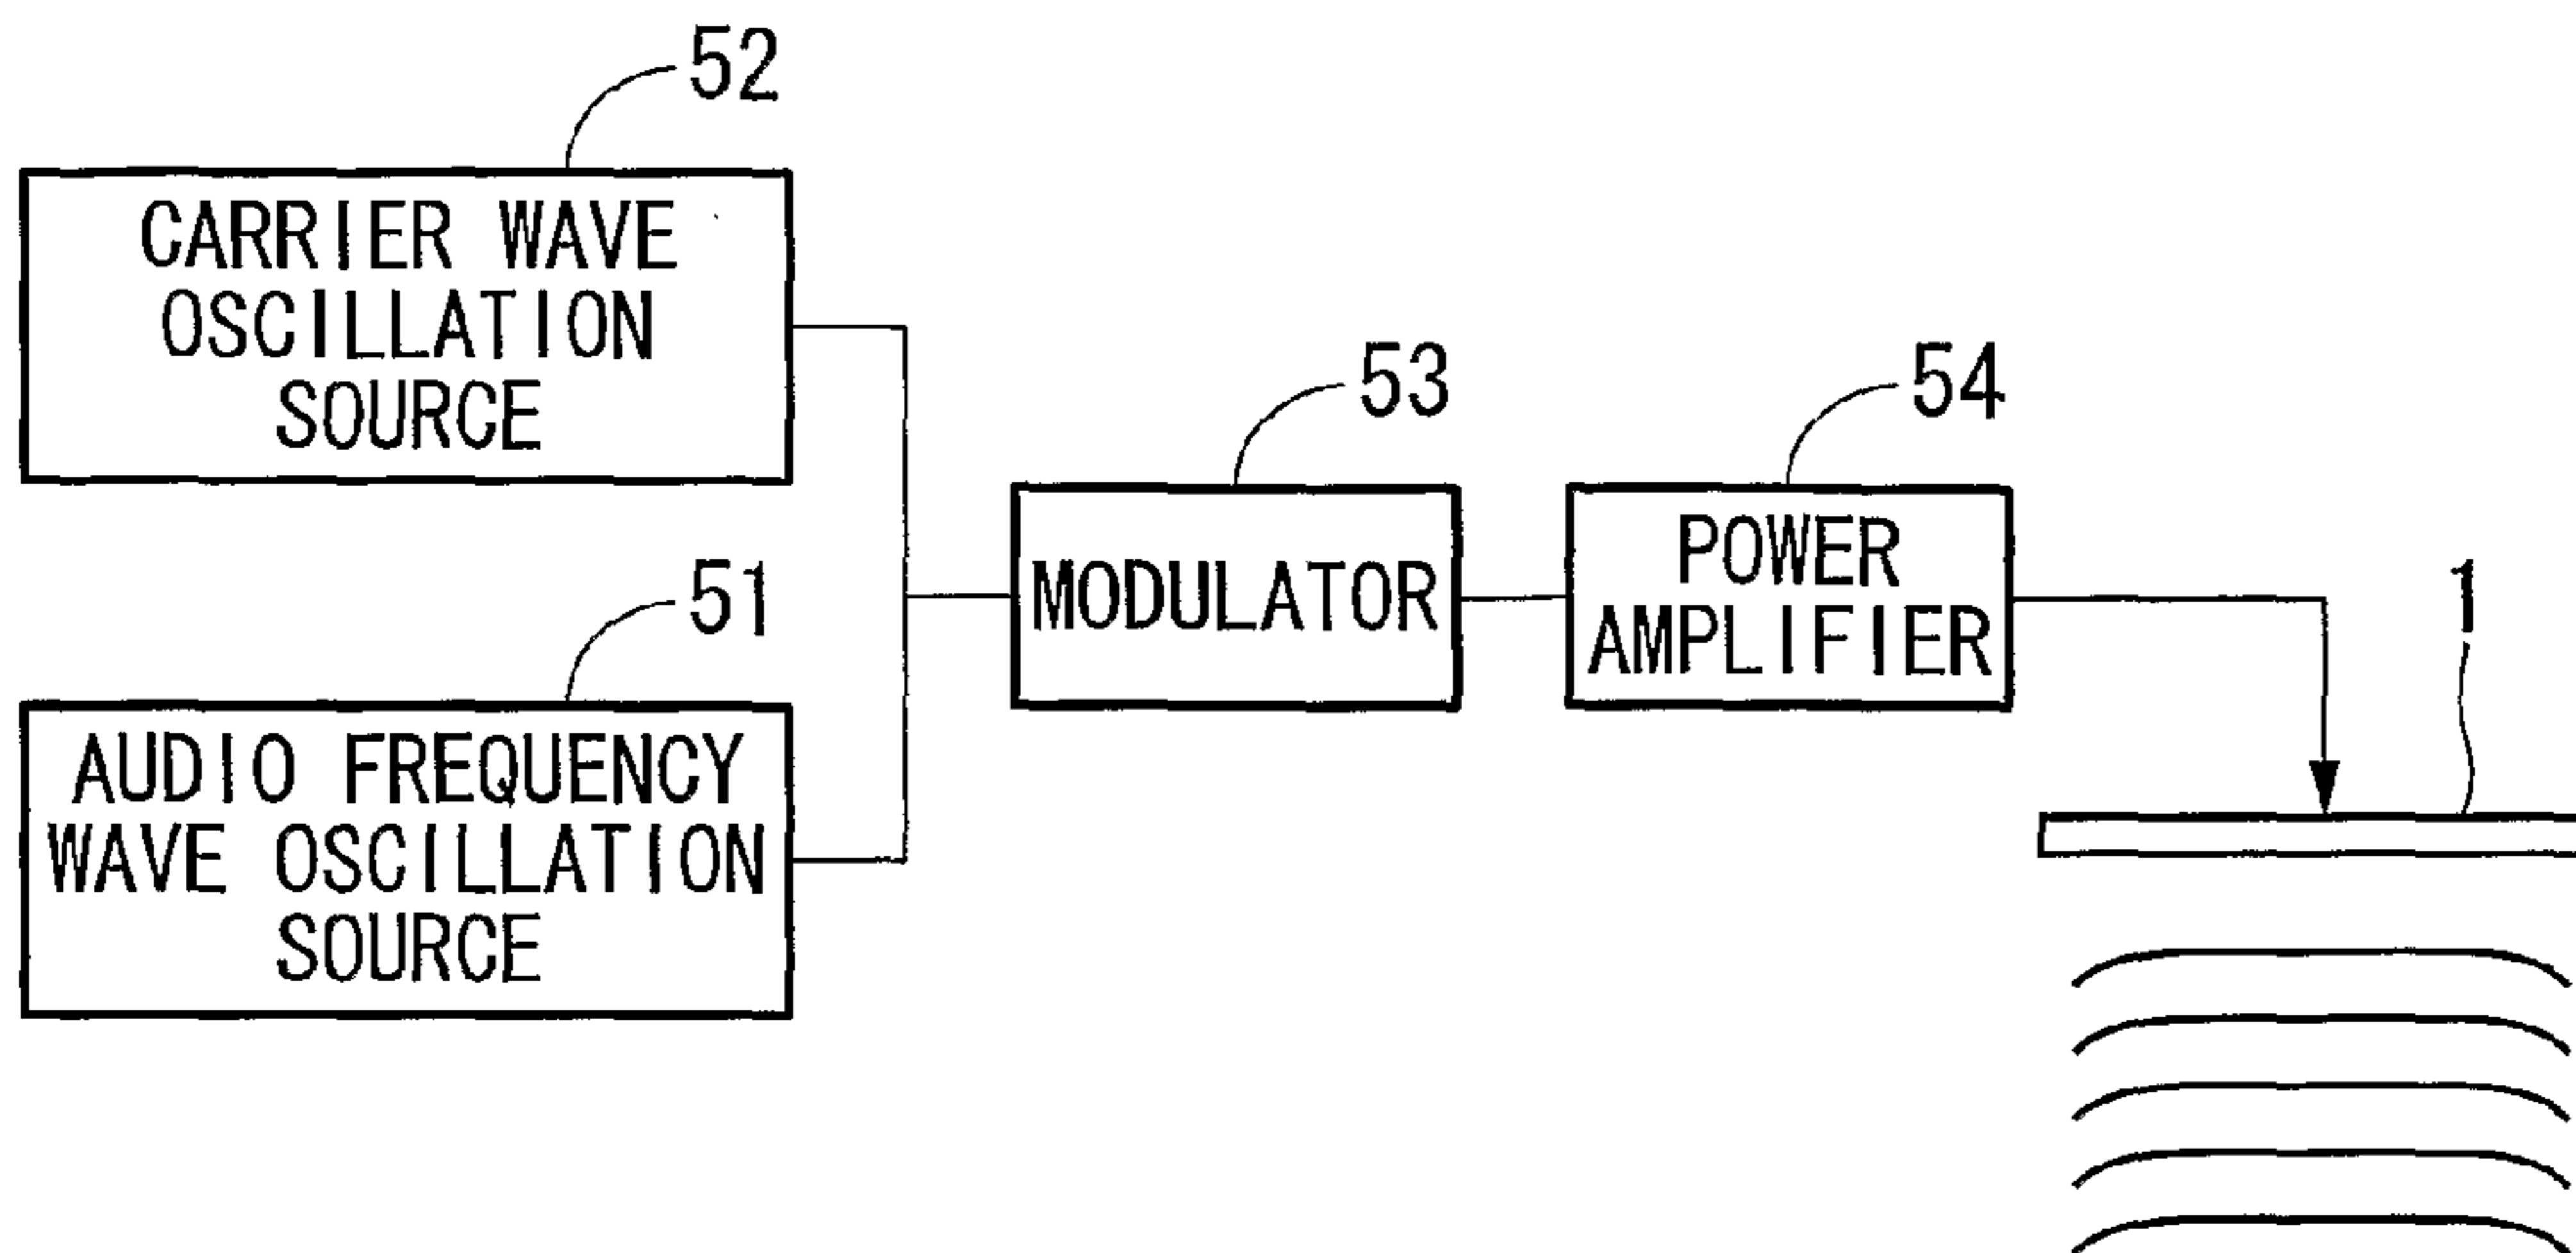 52
CARRIER WAVE
OSCILLATION
SOURCE
51
AUDIO FREQUENCY
WAVE OSCILLATION
SOURCE
53
MODULATOR
54
POWER
AMPLIFIER
1